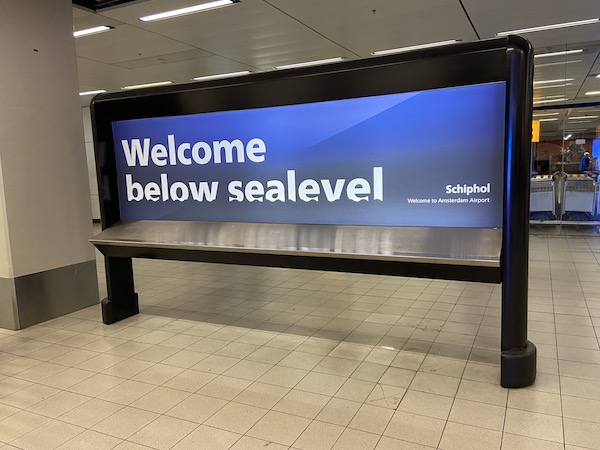 Welcome
below sealevel
Schiphol
Welcome to Amsterdam Airport